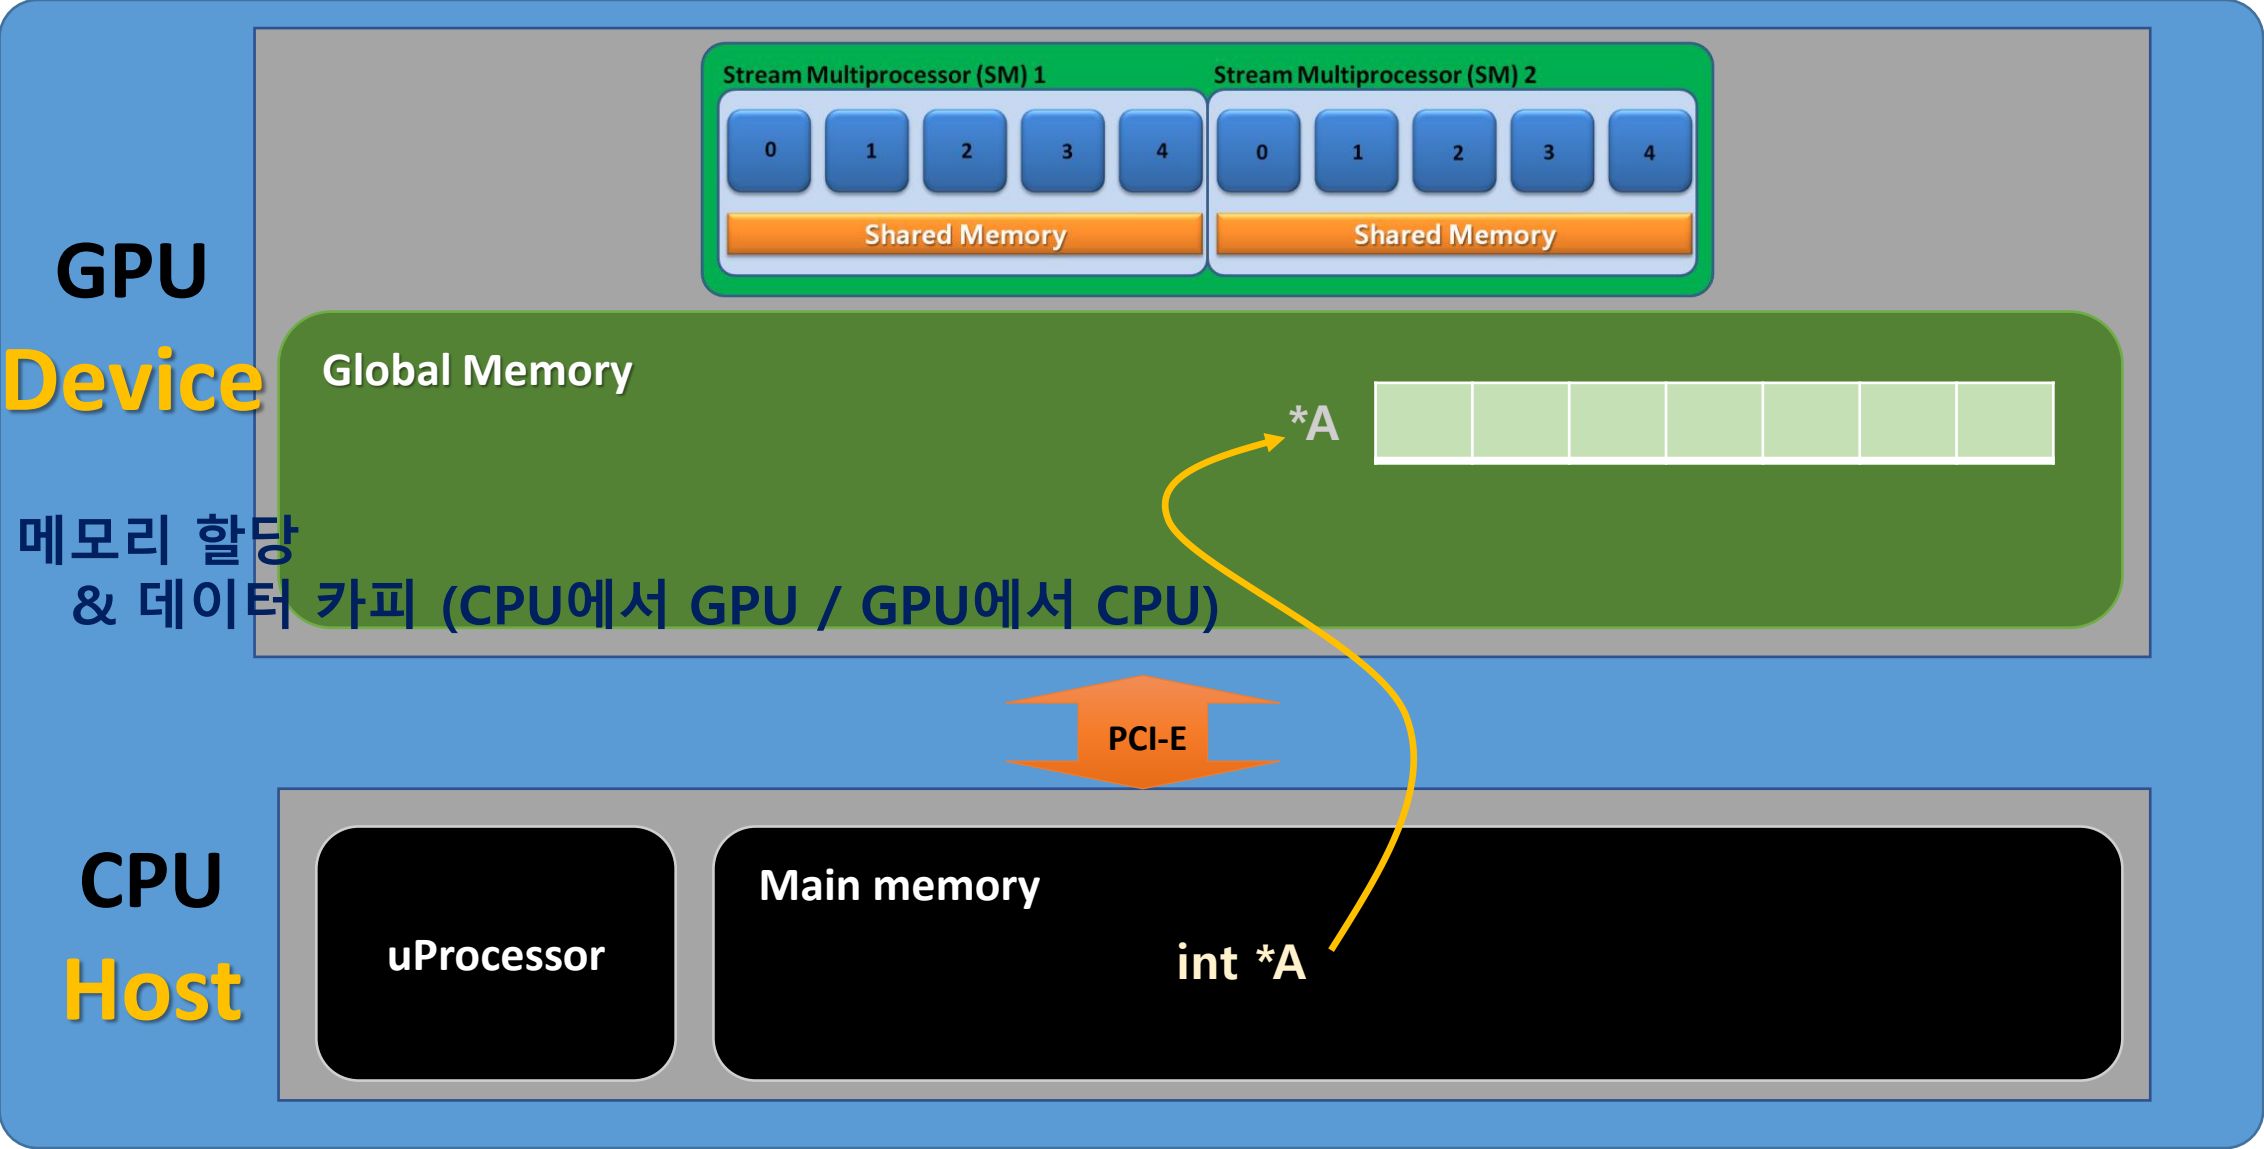 Stream Multiprocessor (SM) 1
Stream Multiprocessor (SM) 2
0 1 2 3 4
0 1 2 3 4
Shared Memory
Shared Memory
GPU
Device
Global Memory
*A
메모리 할당
& 데이터 카피 (CPU에서 GPU / GPU에서 CPU)
PCI-E
CPU
Host
uProcessor
Main memory
int *A